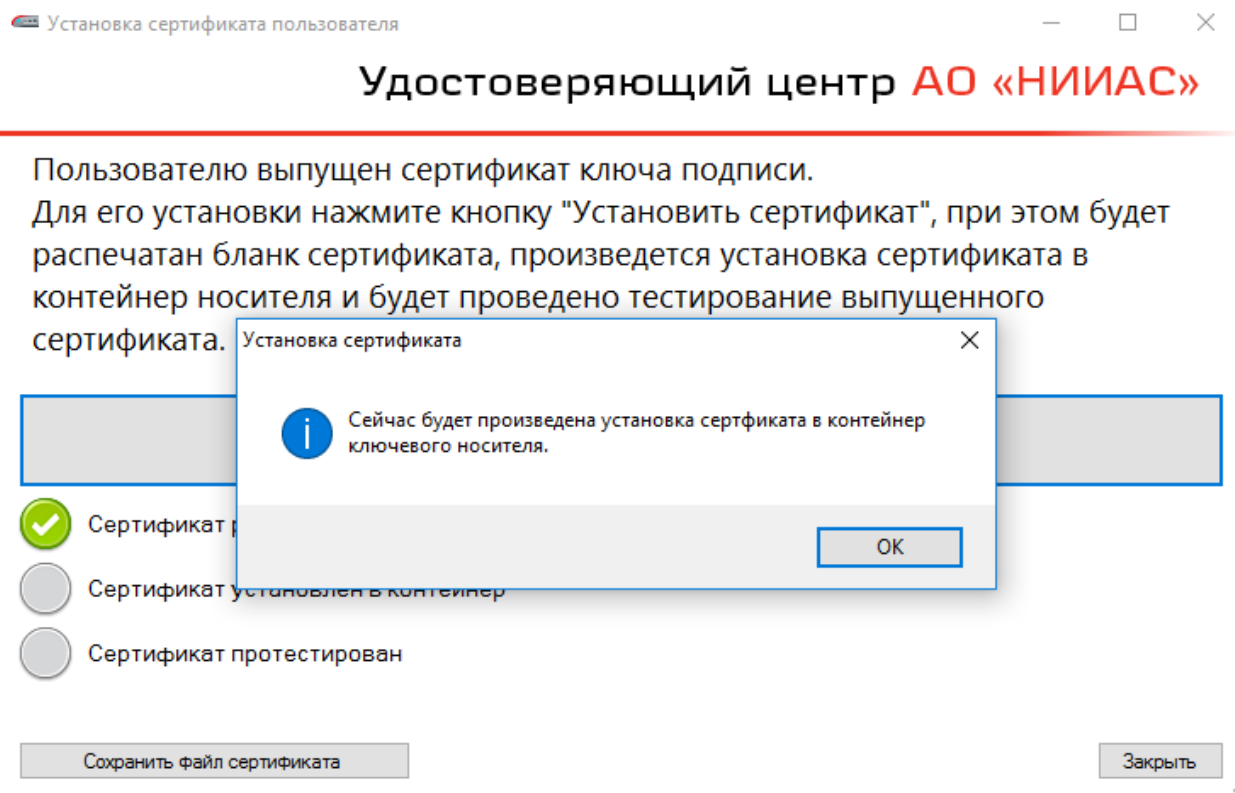 Установка сертификата пользователя
Удостоверяющий центр АО «НИИАС»
Пользователю выпущен сертификат ключа подписи.
Для его установки нажмите кнопку "Установить сертификат", при этом будет
распечатан бланк сертификата, произведется установка сертификата в
контейнер носителя и будет проведено тестирование выпущенного
сертификата.
Установка сертификата
Сейчас будет произведена установка сертфиката в контейнер
ключевого носителя.
OK
Сертификат
Сертификат установлен в контейнер
Сертификат протестирован
Сохранить файл сертификата
Закрыть